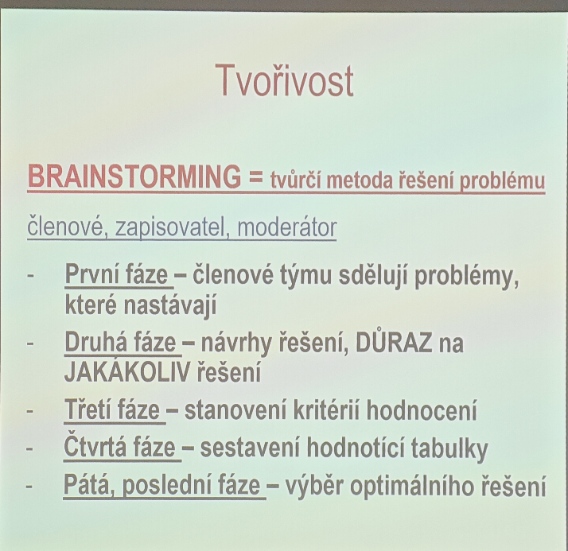 Tvořivost
BRAINSTORMING = tvůrčí metoda řešení problému
členové, zapisovatel, moderátor
- První fáze – členové týmu sdělují problémy,
které nastávají
- Druhá fáze – návrhy řešení, DŮRAZ na
JAKÁKOLIV řešení
- Třetí fáze – stanovení kritérií hodnocení
- Čtvrtá fáze – sestavení hodnotící tabulky
- Pátá, poslední fáze – výběr optimálního řešení